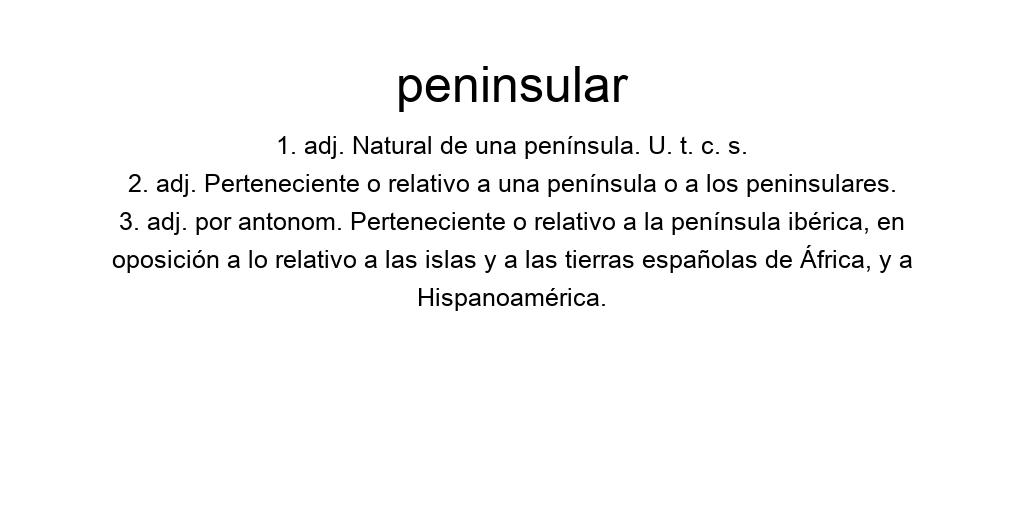 peninsular
1. adj. Natural de una península. U. t. c. s.
2. adj. Perteneciente o relativo a una península o a los peninsulares.
3. adj. por antonom. Perteneciente o relativo a la península ibérica, en
oposición a lo relativo a las islas y a las tierras españolas de África, y a
Hispanoamérica.